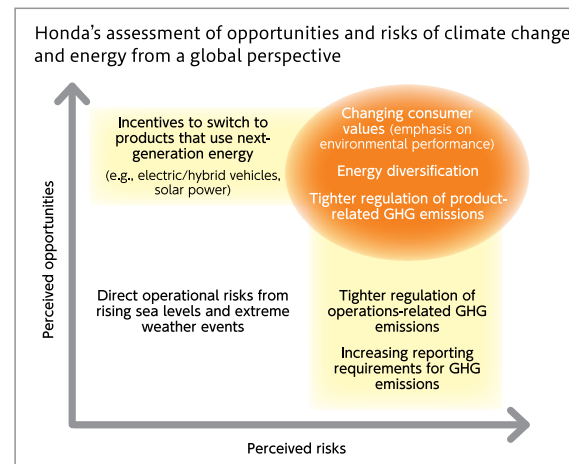 Honda’s assessment of opportunities and risks of climate change
and energy from a global perspective
Perceived opportunities
Incentives to switch to
products that use next-
generation energy
(e.g., electric/hybrid vehicles,
solar power)
Changing consumer
values (emphasis on
environmental performance)
Energy diversification
Tighter regulation of product-
related GHG emissions
Direct operational risks from
rising sea levels and extreme
weather events
Tighter regulation of
operations-related GHG
emissions
Increasing reporting
requirements for GHG
emissions
Perceived risks